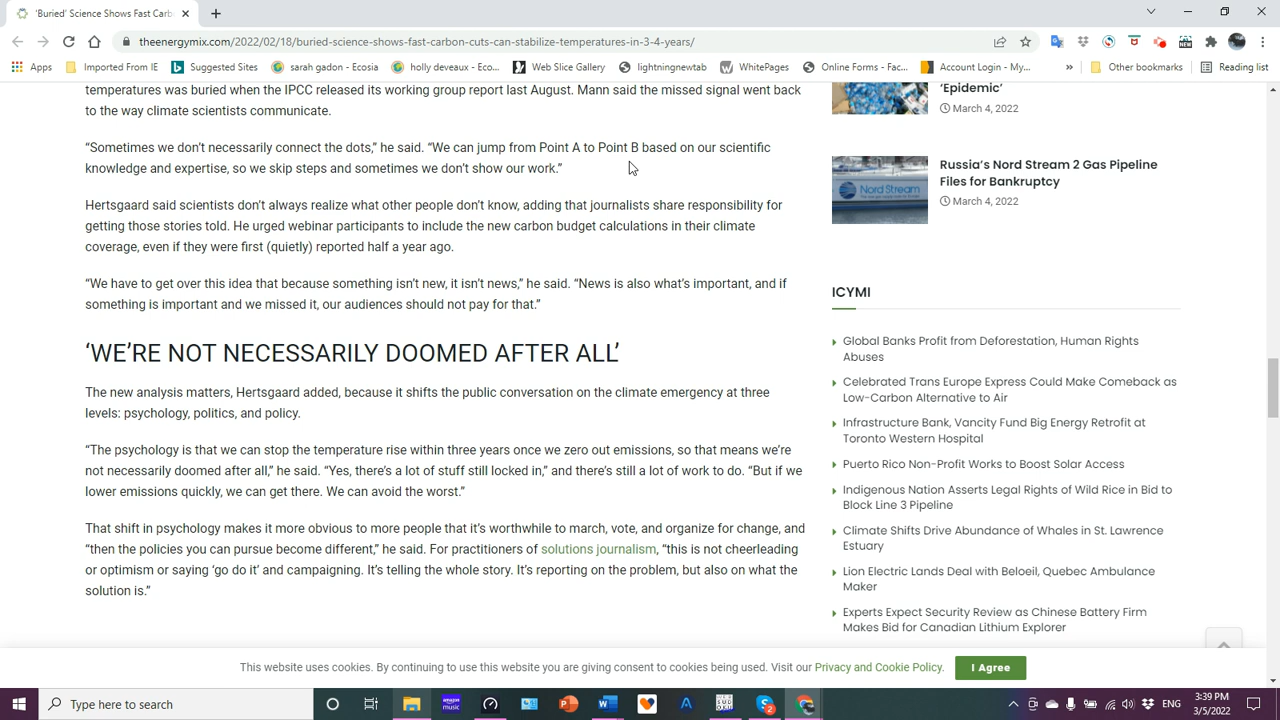 'Buried' Science Shows Fast Carb
theenergymix.com/2022/02/18/buried-science-shows-fast-carbon-cuts-can-stabilize-temperatures-in-3-4-years/
Apps
Imported From IE
Suggested Sites
sarah gadon - Ecosia
holly deveaux - Eco...
Web Slice Gallery
lightningnewtab
WhitePages
Online Forms - Fac...
Account Login - My...
»
Other bookmarks
Reading list
temperatures was buried when the IPCC released its working group report last August. Mann said the missed signal went back
to the way climate scientists communicate.
“Sometimes we don’t necessarily connect the dots,” he said. “We can jump from Point A to Point B based on our scientific
knowledge and expertise, so we skip steps and sometimes we don’t show our work.”
Hertsgaard said scientists don’t always realize what other people don’t know, adding that journalists share responsibility for
getting those stories told. He urged webinar participants to include the new carbon budget calculations in their climate
coverage, even if they were first (quietly) reported half a year ago.
“We have to get over this idea that because something isn’t new, it isn’t news,” he said. “News is also what’s important, and if
something is important and we missed it, our audiences should not pay for that.”
‘WE’RE NOT NECESSARILY DOOMED AFTER ALL’
The new analysis matters, Hertsgaard added, because it shifts the public conversation on the climate emergency at three
levels: psychology, politics, and policy.
“The psychology is that we can stop the temperature rise within three years once we zero out emissions, so that means we’re
not necessarily doomed after all,” he said. “Yes, there’s a lot of stuff still locked in,” and there’s still a lot of work to do. “But if we
lower emissions quickly, we can get there. We can avoid the worst.”
That shift in psychology makes it more obvious to more people that it’s worthwhile to march, vote, and organize for change, and
“then the policies you can pursue become different,” he said. For practitioners of solutions journalism, “this is not cheerleading
or optimism or saying ‘go do it’ and campaigning. It’s telling the whole story. It’s reporting on the problem, but also on what the
solution is.”
‘Epidemic’
March 4, 2022
Nord Stream
Russia’s Nord Stream 2 Gas Pipeline
Files for Bankruptcy
March 4, 2022
ICYMI
Global Banks Profit from Deforestation, Human Rights
Abuses
Celebrated Trans Europe Express Could Make Comeback as
Low-Carbon Alternative to Air
Infrastructure Bank, Vancity Fund Big Energy Retrofit at
Toronto Western Hospital
Puerto Rico Non-Profit Works to Boost Solar Access
Indigenous Nation Asserts Legal Rights of Wild Rice in Bid to
Block Line 3 Pipeline
Climate Shifts Drive Abundance of Whales in St. Lawrence
Estuary
Lion Electric Lands Deal with Beloeil, Quebec Ambulance
Maker
Experts Expect Security Review as Chinese Battery Firm
Makes Bid for Canadian Lithium Explorer
This website uses cookies. By continuing to use this website you are giving consent to cookies being used. Visit our Privacy and Cookie Policy.
I Agree
Type here to search
ENG
3:39 PM
3/5/2022